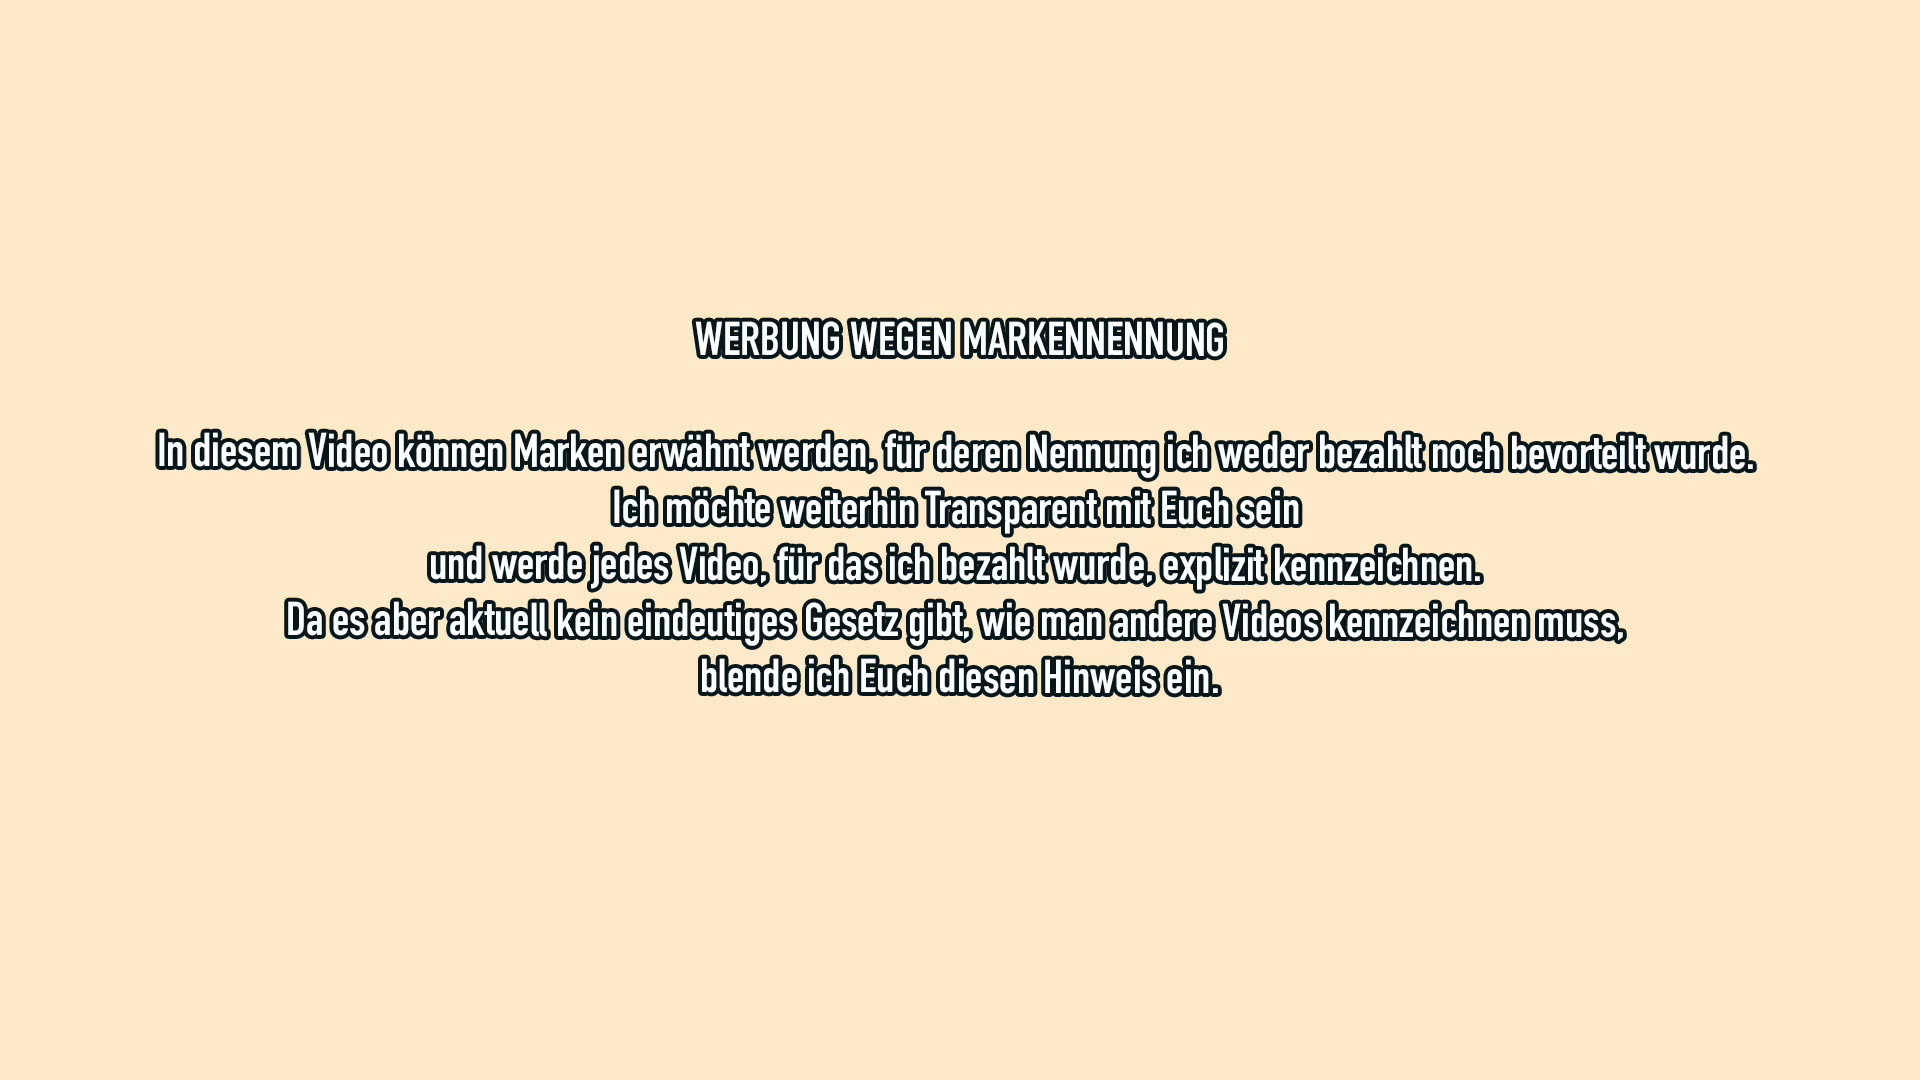 WERBUNG WEGEN MARKENNENNUNG
In diesem Video können Marken erwähnt werden, für deren Nennung ich weder bezahlt noch bevorteilt wurde.
Ich möchte weiterhin Transparent mit Euch sein
und werde jedes Video, für das ich bezahlt wurde, explizit kennzeichnen.
Da es aber aktuell kein eindeutiges Gesetz gibt, wie man andere Videos kennzeichnen muss,
blende ich Euch diesen Hinweis ein.